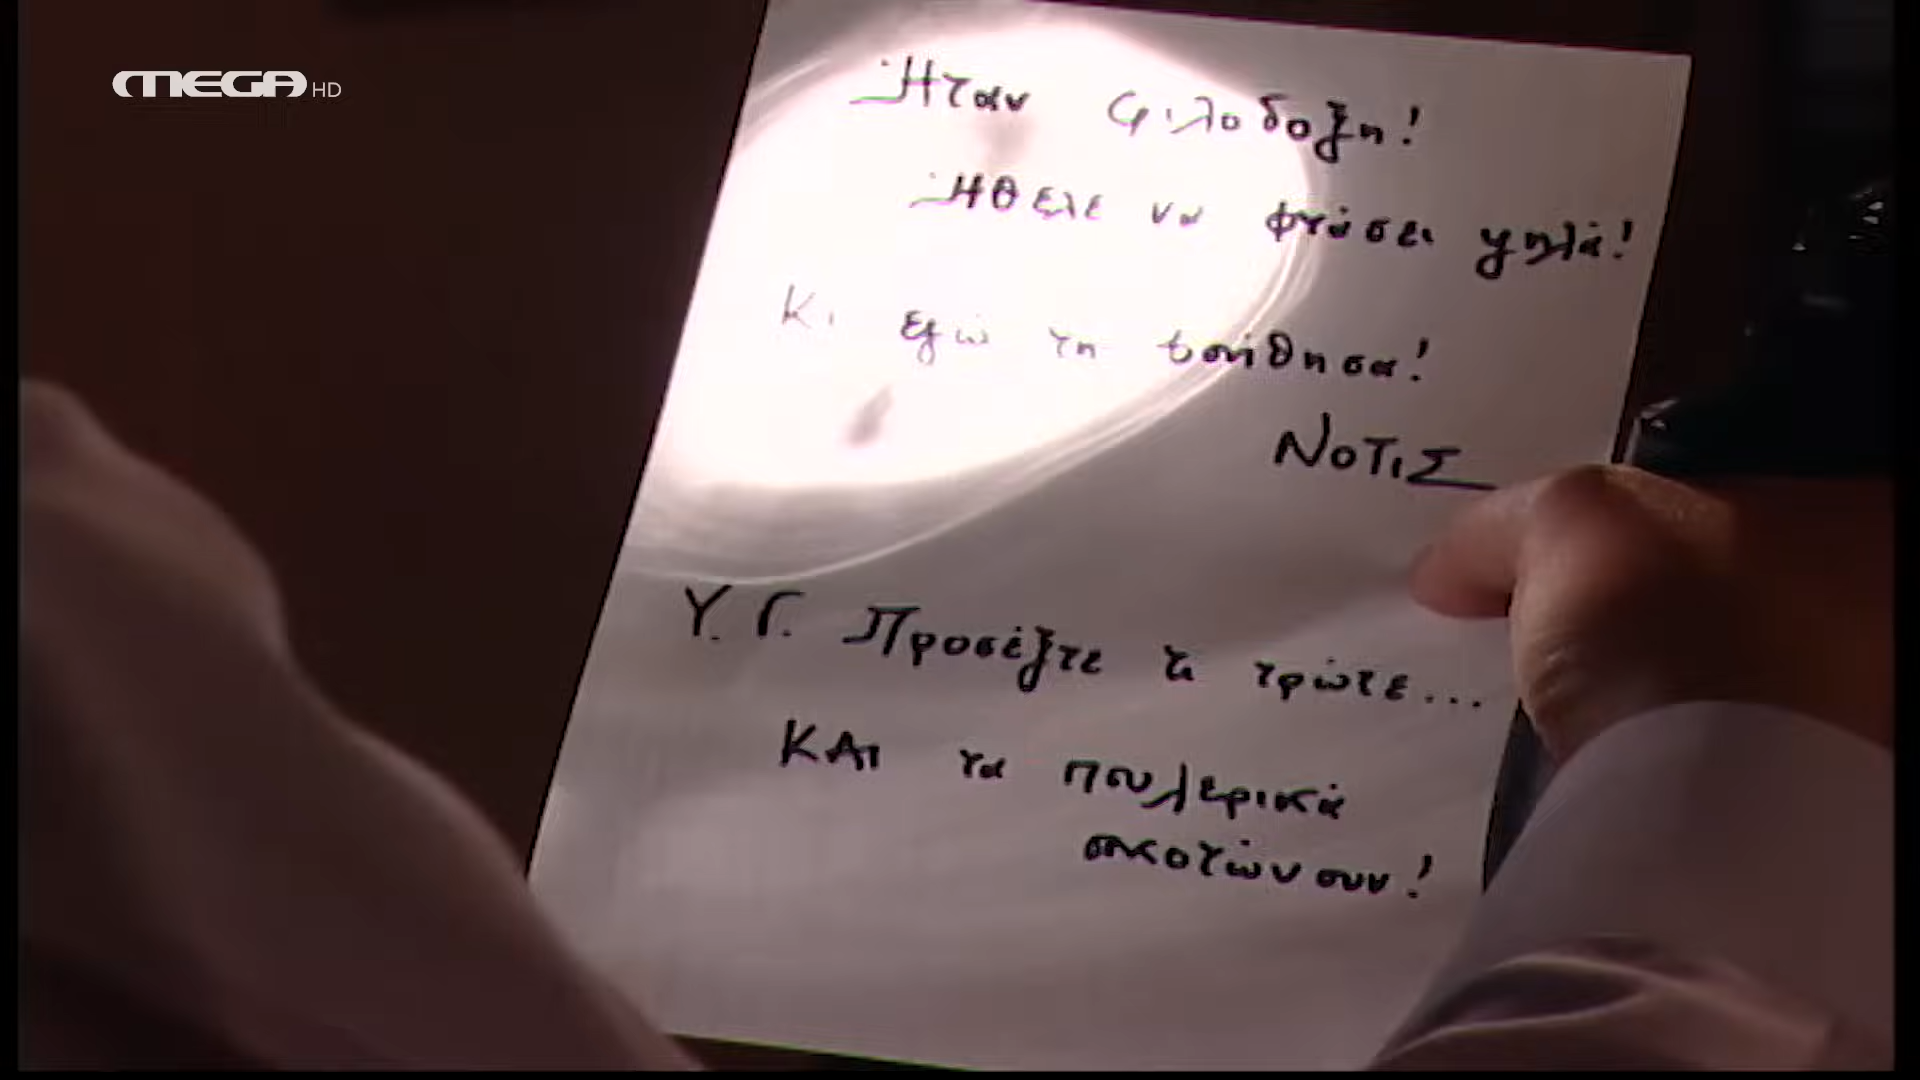 MEGA HD
Ήταν φιλοδοξη!
Ήθελε να φτάσει ψηλά!
Κι εγώ τη βοήθησα!
ΝΟΤΙΣ
Υ.Γ. Προσέξτε τι τρώτε...
ΚΑΙ τα πουλερικά
σκοτώνουν!